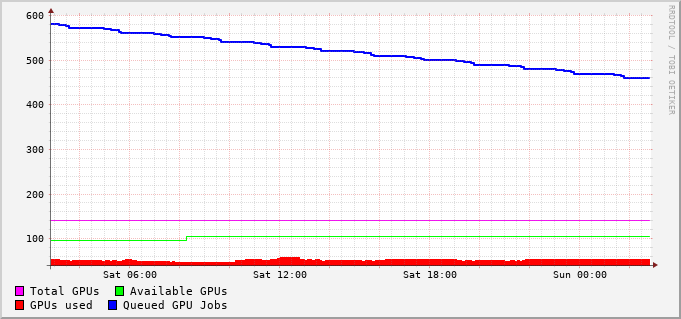 600
500
400
300
200
100
Sat 06:00 Sat 12:00 Sat 18:00 Sun 00:00
Total GPUs Available GPUs
GPUs used Queued GPU Jobs
RRDTOOL / TOBI OETIKER